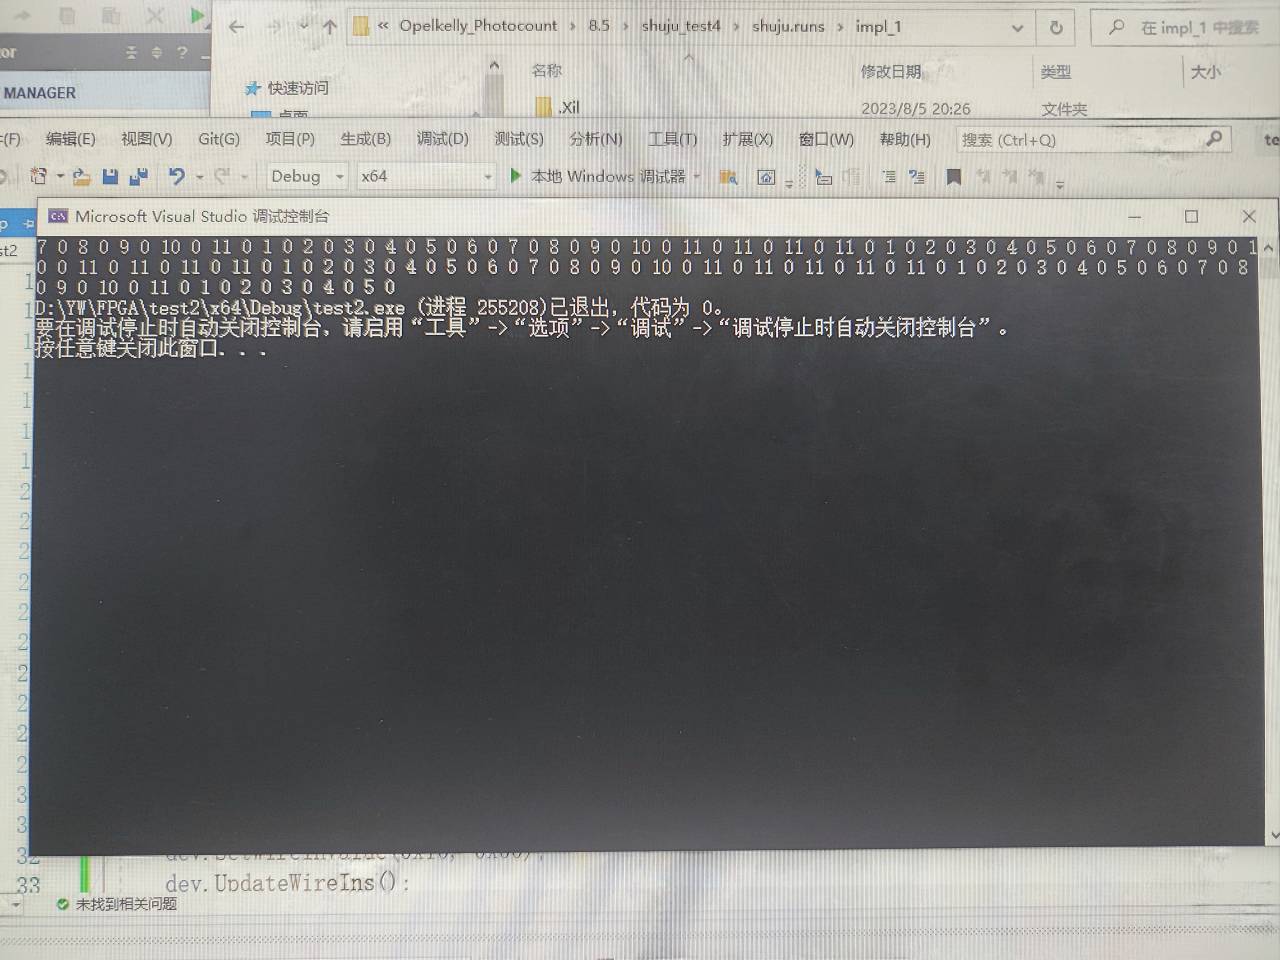 Opelkelly_Photocount › 8.5 › shuju_test4 › shuju.runs › impl_1
在 impl_1 中搜索
MANAGER
快速访问
名称
修改日期
类型
大小
.Xil
2023/8/5 20:26
文件夹
(F) 编辑(E) 视图(V) Git(G) 项目(P) 生成(B) 调试(D) 测试(S) 分析(N) 工具(T) 扩展(X) 窗口(W) 帮助(H) 搜索 (Ctrl+Q)
Debug x64 本地 Windows 调试器
Microsoft Visual Studio 调试控制台
7 0 8 0 9 0 10 0 11 0 1 0 2 0 3 0 4 0 5 0 6 0 7 0 8 0 9 0 10 0 11 0 11 0 11 0 11 0 1 0 2 0 3 0 4 0 5 0 6 0 7 0 8 0 9 0 1
0 0 11 0 11 0 11 0 11 0 1 0 2 0 3 0 4 0 5 0 6 0 7 0 8 0 9 0 10 0 11 0 11 0 11 0 11 0 11 0 1 0 2 0 3 0 4 0 5 0 6 0 7 0 8
0 9 0 10 0 11 0 1 0 2 0 3 0 4 0 5 0
D:\YW\FPGA\test2\x64\Debug\test2.exe (进程 255208)已退出，代码为 0。
要在调试停止时自动关闭控制台，请启用“工具”->“选项”->“调试”->“调试停止时自动关闭控制台”。
按任意键关闭此窗口. . .
33 dev.UpdateWireIns();
未找到相关问题